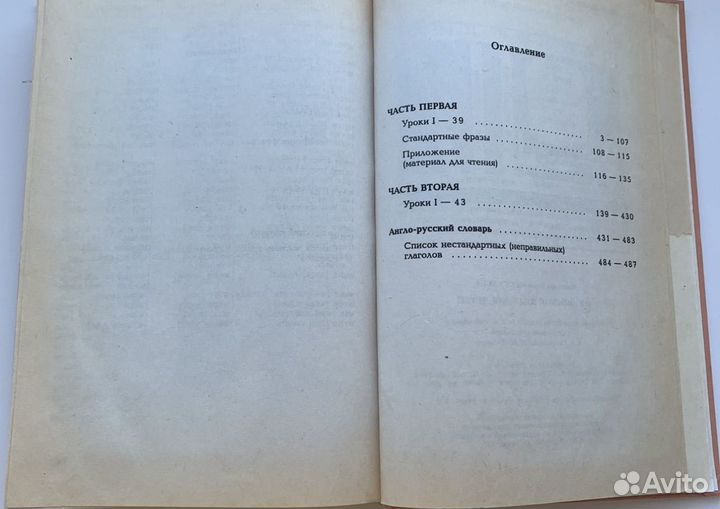 Оглавление
ЧАСТЬ ПЕРВАЯ
Уроки I — 39 . . . . . . . . . . . . . . . . 3 — 107
Стандартные фразы . . . . . . . . . . . . . . 108 — 115
Приложение
(материал для чтения) . . . . . . . . . . . . 116 — 135
ЧАСТЬ ВТОРАЯ
Уроки I — 43 . . . . . . . . . . . . . . . . 139 — 430
Англо-русский словарь . . . . . . . . . . . . 431 — 483
Список нестандартных (неправильных)
глаголов . . . . . . . . . . . . . . . . . . 484 — 487
Avito